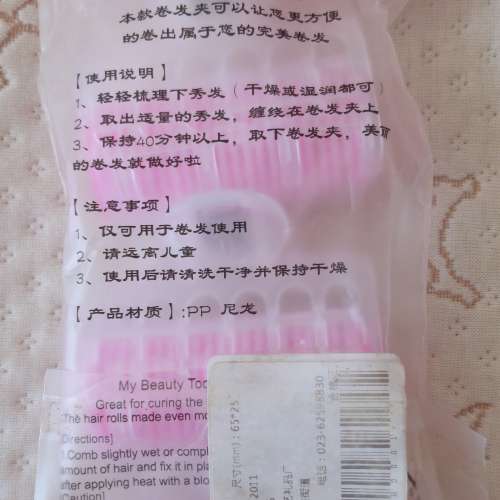 本款卷发夹可以让您更方便
的卷出属于您的完美卷发
【使用说明】
1、轻轻梳理下秀发（干燥或湿润都可）
2、取出适量的秀发，缠绕在卷发夹上
3、保持40分钟以上，取下卷发夹，美丽
的卷发就做好啦
【注意事项】
1、仅可用于卷发使用
2、请远离儿童
3、使用后请清洗干净并保持干燥
【产品材质】:PP 尼龙
My Beauty Too
Great for curing the
The hair rolls made even mo
[Directions]
1.Comb slightly wet or compl
amount of hair and fix it in pla
after applying heat with a blo
[Caution]
尺寸(mm):65*25
2011